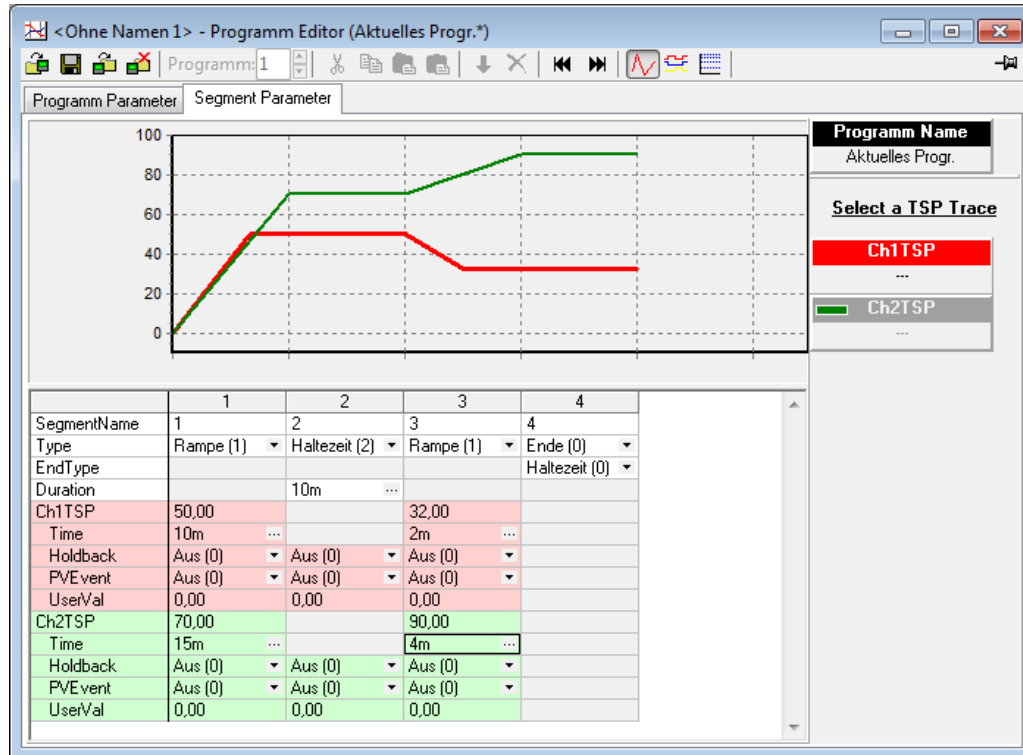 <Ohne Namen 1> - Programm Editor (Aktuelles Progr.*)
Programm: 1
Programm Parameter Segment Parameter
100
80
60
40
20
0
Programm Name
Aktuelles Progr.
Select a TSP Trace
Ch1TSP
---
Ch2TSP
---
1 2 3 4
SegmentName 1 2 3 4
Type Rampe (1) Haltezeit (2) Rampe (1) Ende (0)
EndType Haltezeit (0)
Duration 10m ...
Ch1TSP 50,00 32,00
Time 10m ... 2m ...
Holdback Aus (0) Aus (0) Aus (0)
PVEvent Aus (0) Aus (0) Aus (0)
UserVal 0,00 0,00 0,00
Ch2TSP 70,00 90,00
Time 15m ... 4m ...
Holdback Aus (0) Aus (0) Aus (0)
PVEvent Aus (0) Aus (0) Aus (0)
UserVal 0,00 0,00 0,00